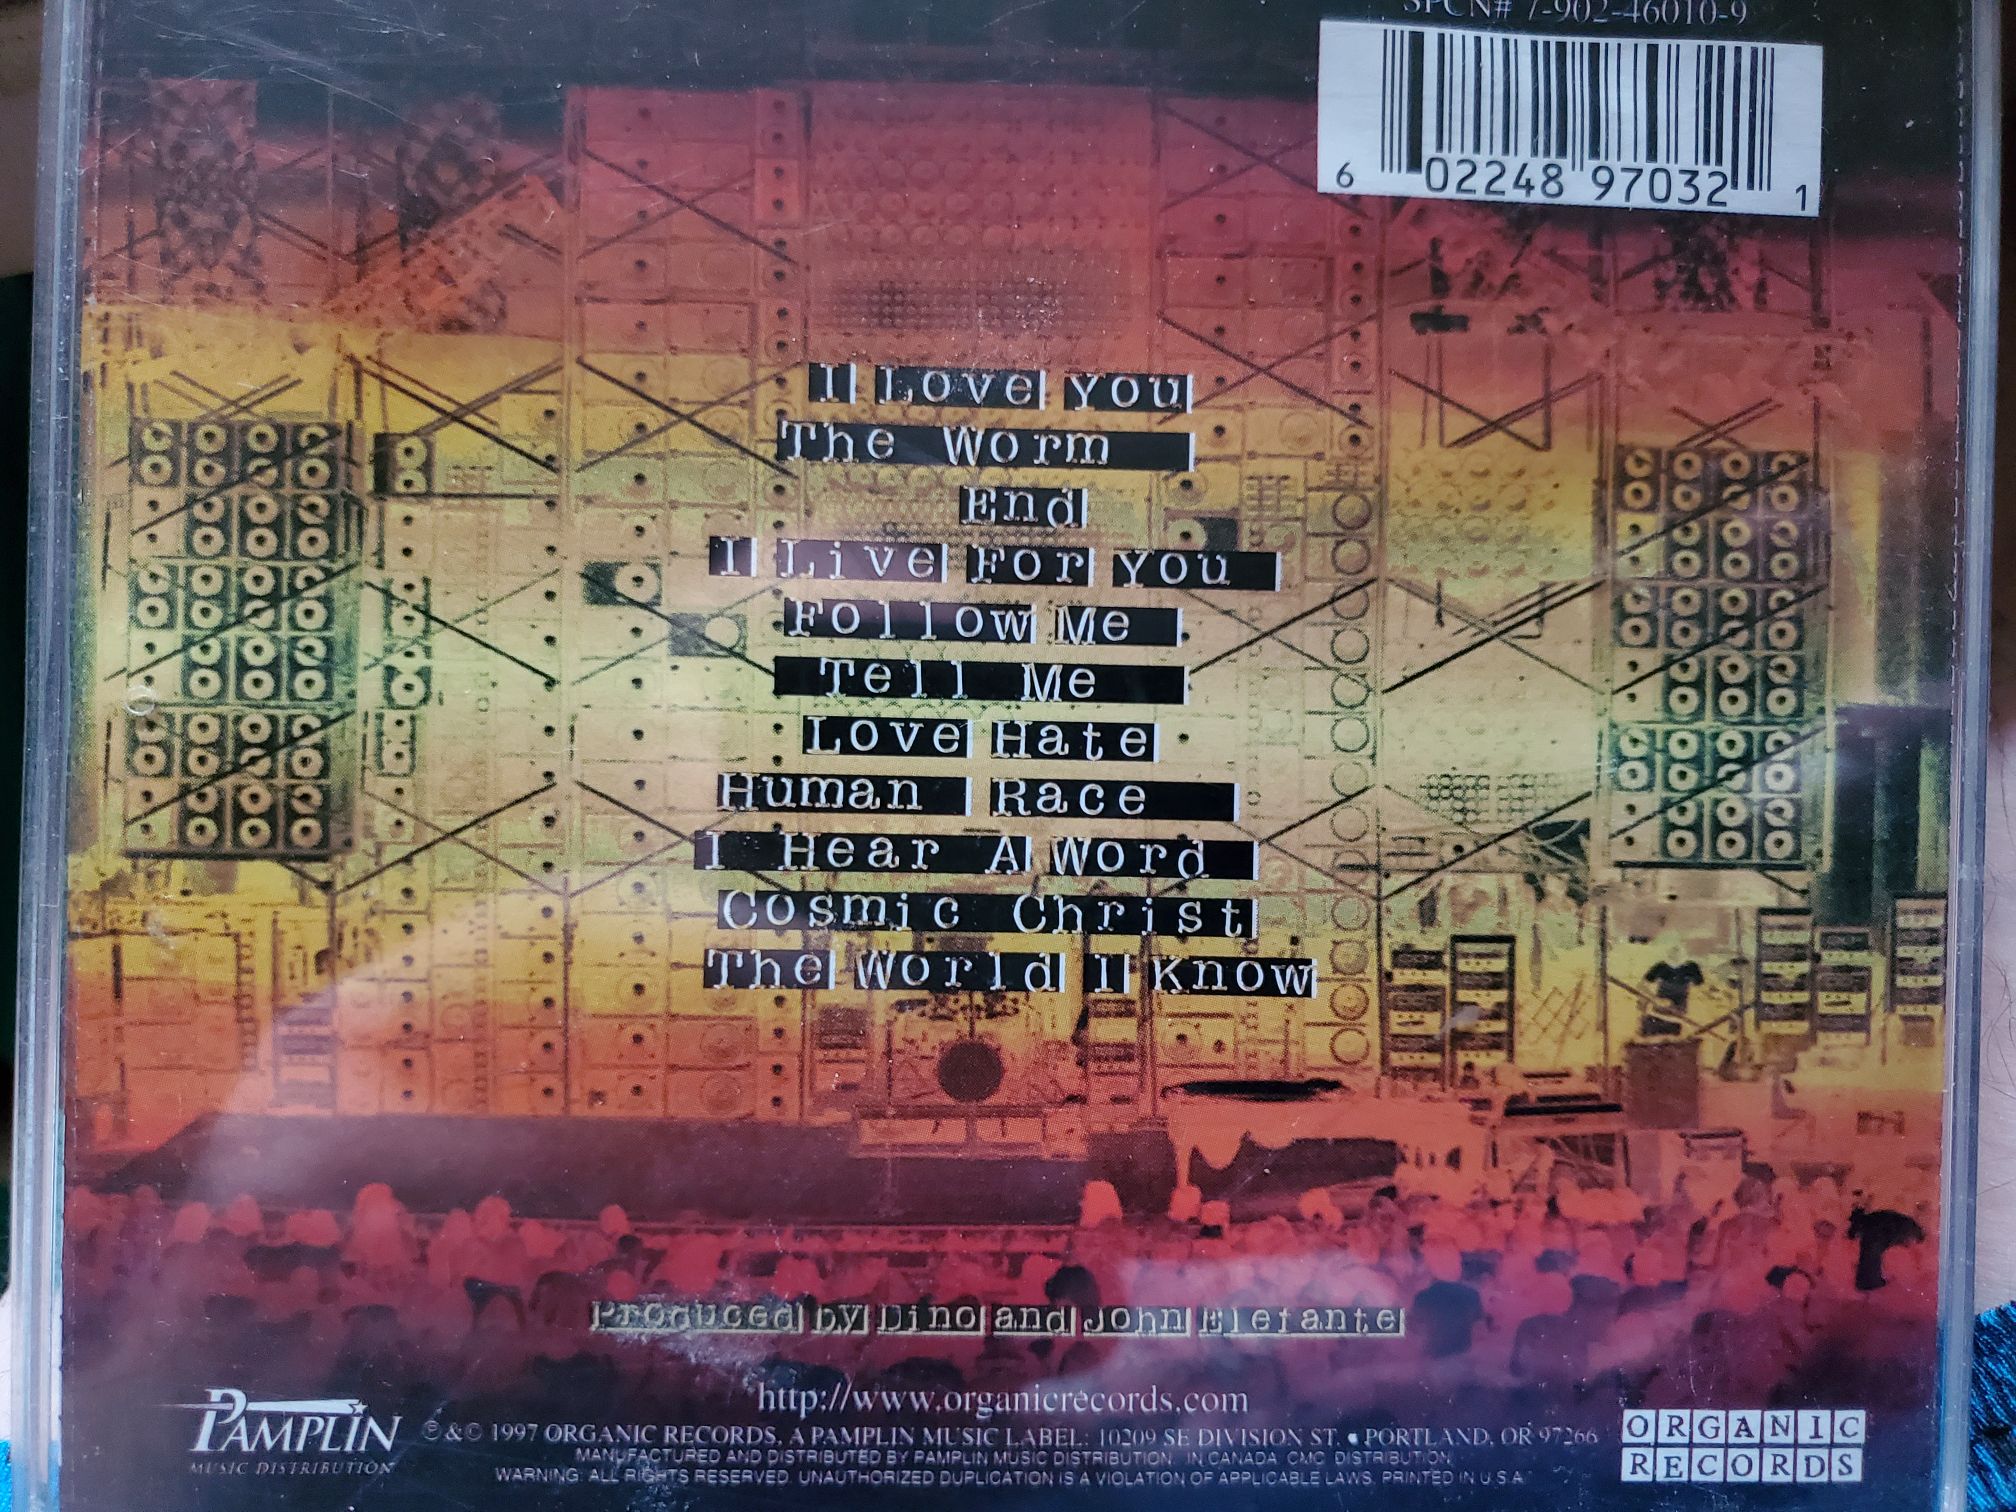 SPCN# 7-902-46010-9
6 02248 97032 1
I Love You
The Worm
End
I Live For You
Follow Me
Tell Me
Love Hate
Human Race
I Hear A Word
Cosmic Christ
The World I Know
Produced by Dino and John Elefante
http://www.organicrecords.com
PAMPLIN
MUSIC DISTRIBUTION
℗ & © 1997 ORGANIC RECORDS, A PAMPLIN MUSIC LABEL: 10209 SE DIVISION ST. • PORTLAND, OR 97266
MANUFACTURED AND DISTRIBUTED BY PAMPLIN MUSIC DISTRIBUTION. IN CANADA CMC DISTRIBUTION
WARNING: ALL RIGHTS RESERVED. UNAUTHORIZED DUPLICATION IS A VIOLATION OF APPLICABLE LAWS. PRINTED IN U.S.A.
ORGANIC
RECORDS